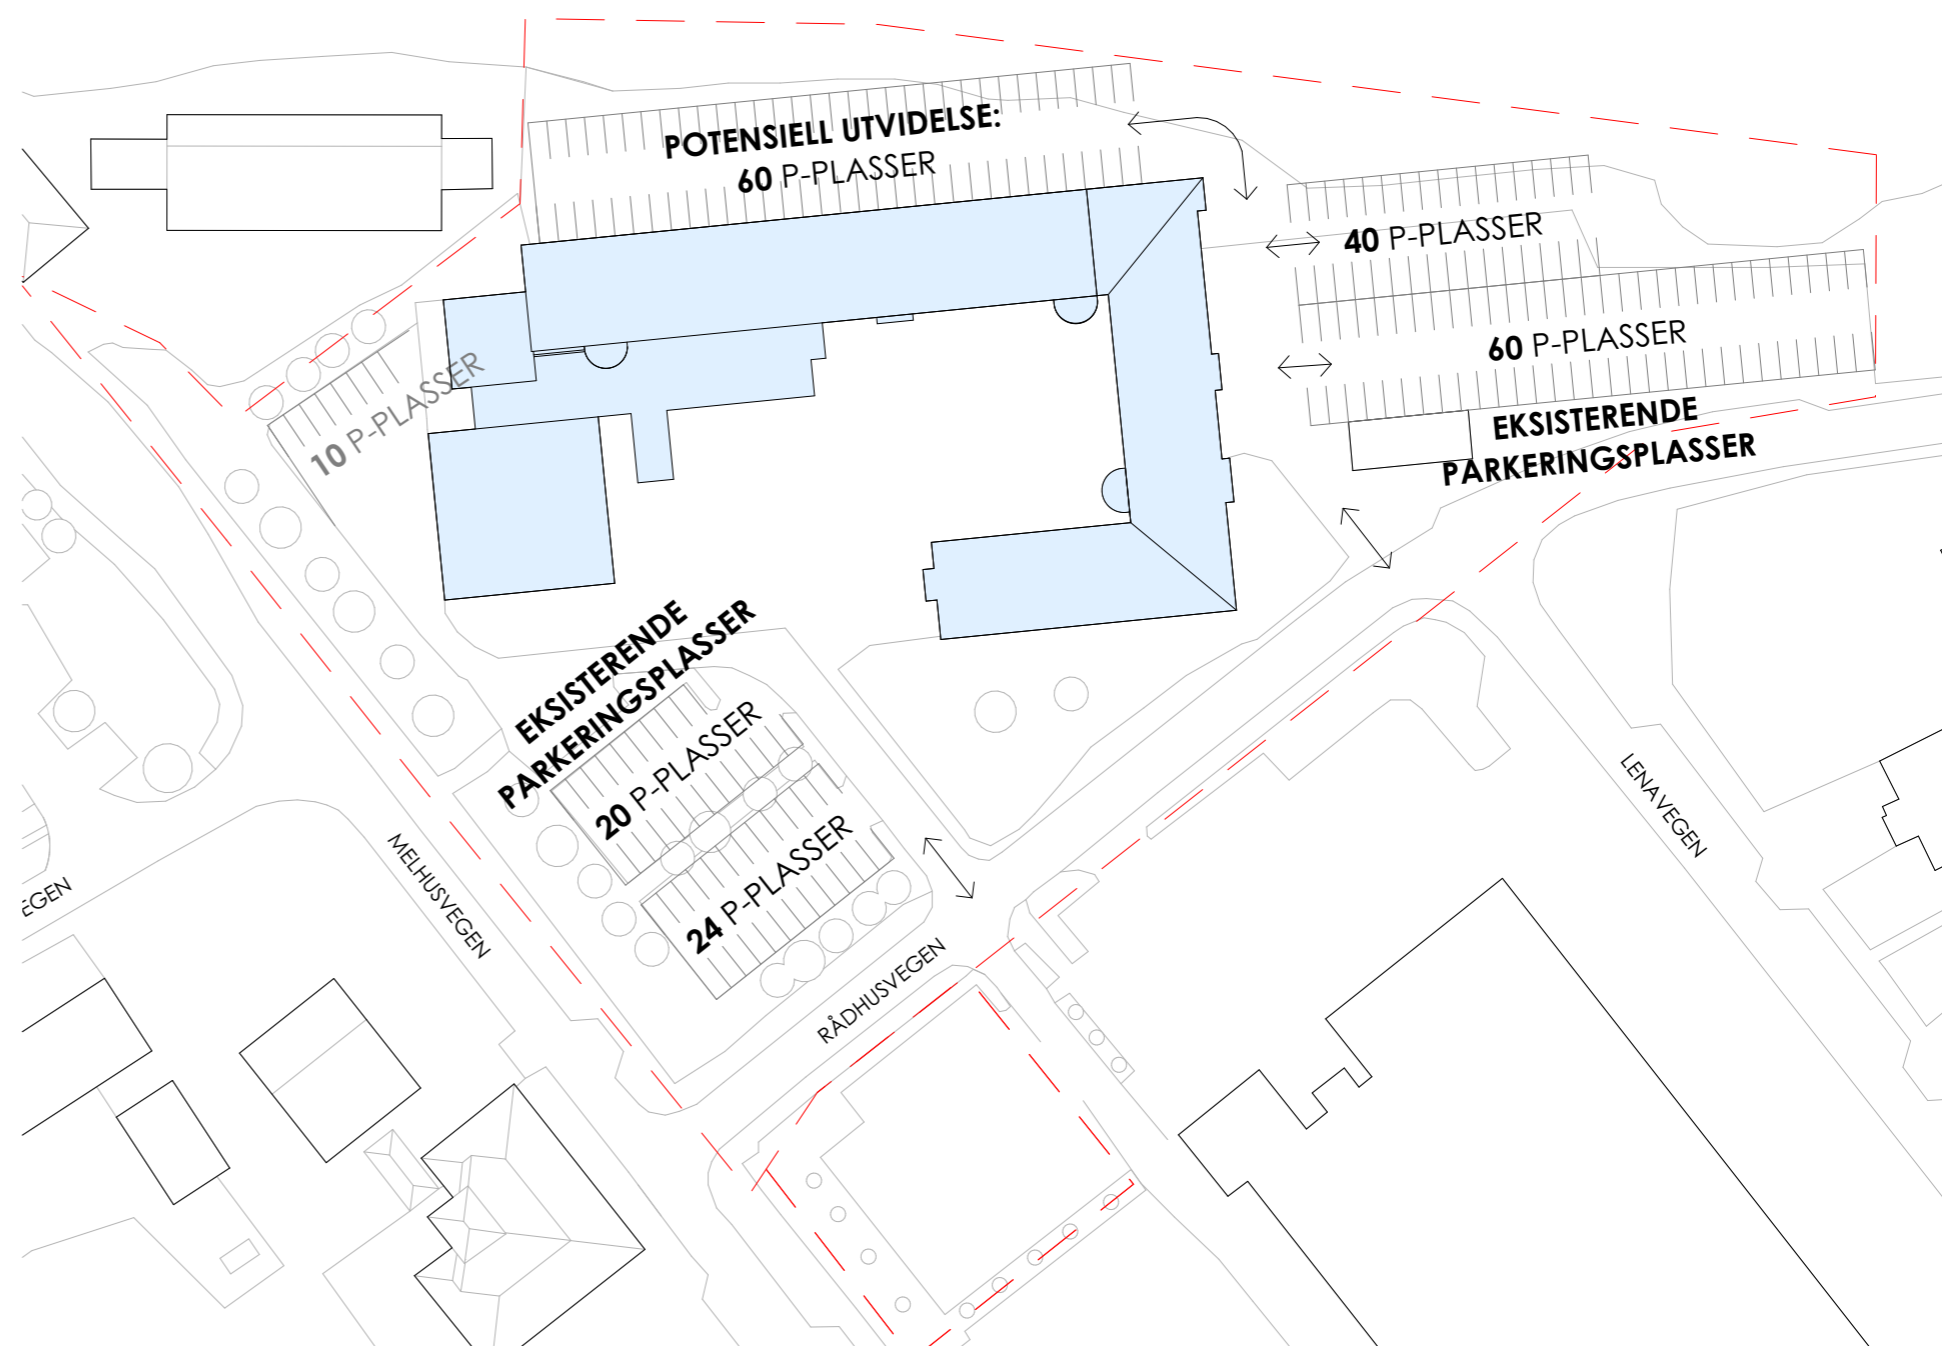 POTENSIELL UTVIDELSE:
60 P-PLASSER
40 P-PLASSER
60 P-PLASSER
EKSISTERENDE
PARKERINGSPLASSER
10 P-PLASSER
EKSISTERENDE
PARKERINGSPLASSER
20 P-PLASSER
24 P-PLASSER
MELHUSVEGEN
RÅDHUSVEGEN
LENAVEGEN
EGEN